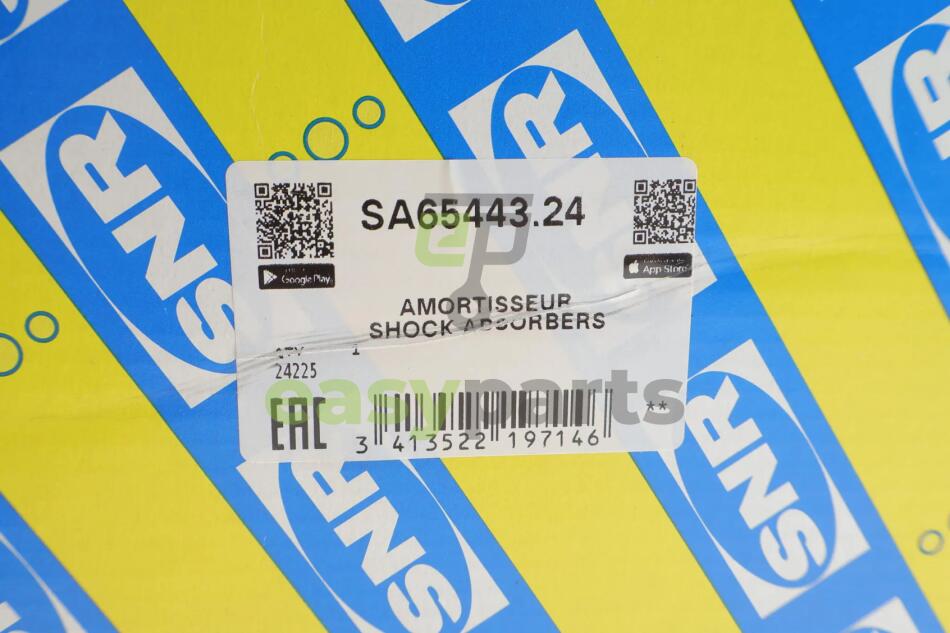 SNR
SNR
SNR
SA65443.24
Google Play
App Store
AMORTISSEUR
SHOCK ABSORBERS
QTY 1
24225
easyparts
EAC
3 413522 197146
**
SNR
SNR